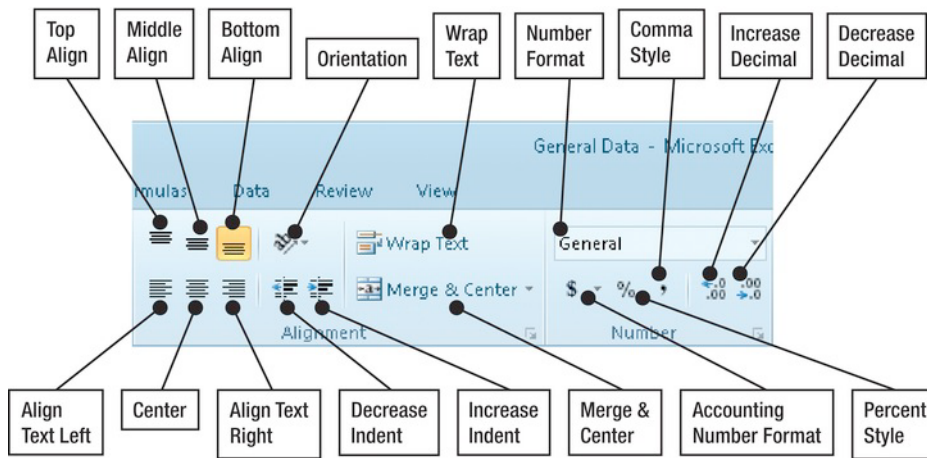 Top
Align
Middle
Align
Bottom
Align
Orientation
Wrap
Text
Number
Format
Comma
Style
Increase
Decimal
Decrease
Decimal
General Data - Microsoft Exc
rmulas Data Review View
Wrap Text
General
Merge & Center
$ % ,
←.0 .00
.00 →.0
Alignment
Number
Align
Text Left
Center
Align Text
Right
Decrease
Indent
Increase
Indent
Merge &
Center
Accounting
Number Format
Percent
Style